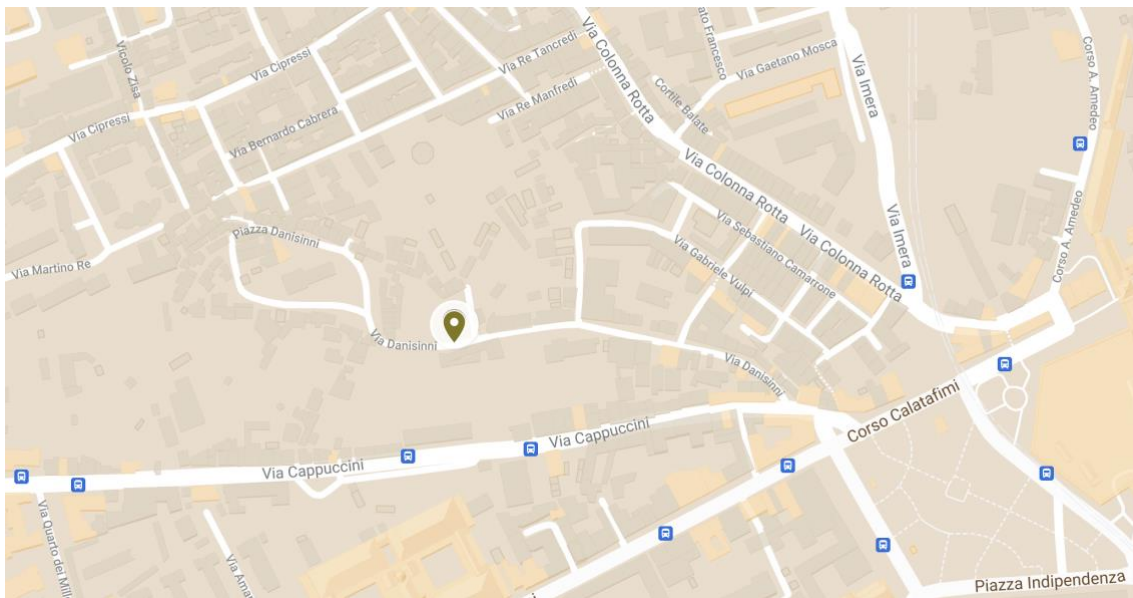 Vicolo Zisa
Via Cipressi
Via Re Tancredi
Via Colonna Rotta
ato Francesco
Via Gaetano Mosca
Via Imera
Corso A. Amedeo
Via Cipressi
Via Bernardo Cabrera
Via Re Manfredi
Cortile Balate
Via Colonna Rotta
Via Sebastiano Camarrone
Via Colonna Rotta
Via Imera
Corso A. Amedeo
Piazza Danisinni
Via Martino Re
Via Gabriele Vulpi
Via Danisinni
Via Danisinni
Corso Calatafimi
Via Cappuccini
Via Cappuccini
Via Quarto dei Mille
Via Amar
Piazza Indipendenza